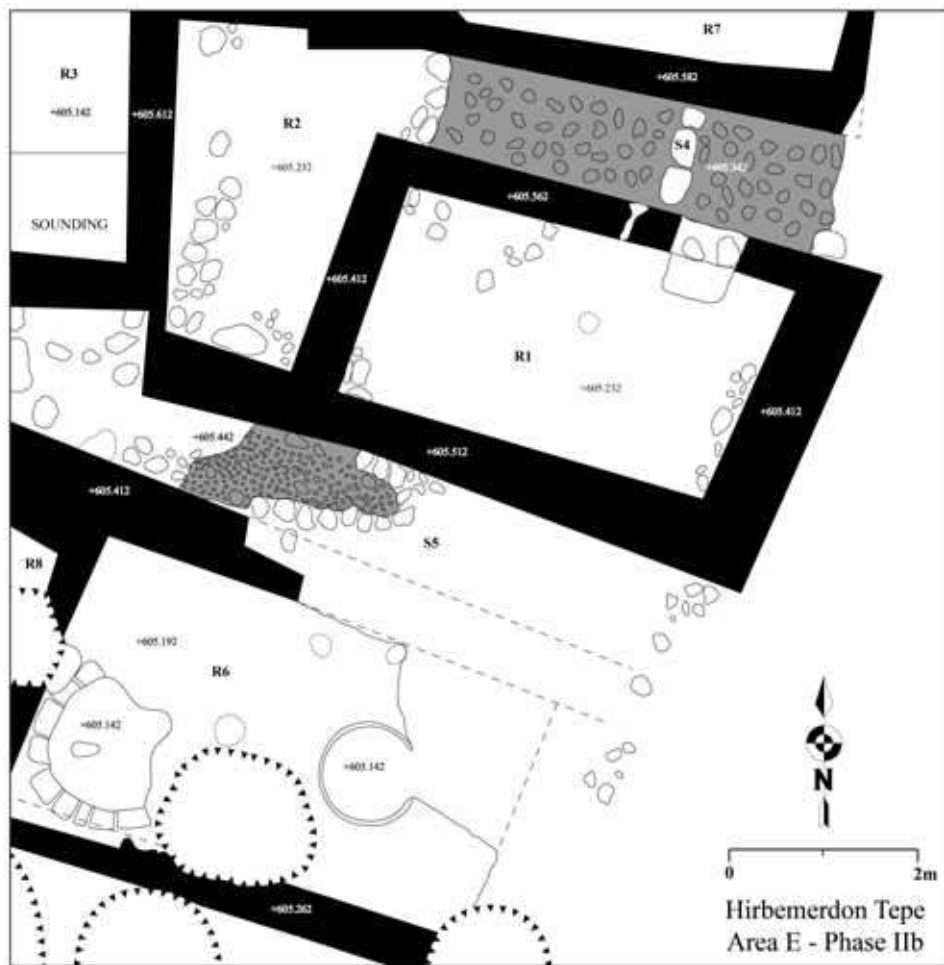 R7
R3
+605.582
+605.142
+605.612
R2
S4
+605.232
+605.562
SOUNDING
+605.412
R1
+605.232
+605.412
+605.442
+605.512
+605.412
S5
R8
+605.192
R6
+605.142
+605.142
N
0
2m
+605.262
Hirbemerdon Tepe
Area E - Phase IIb